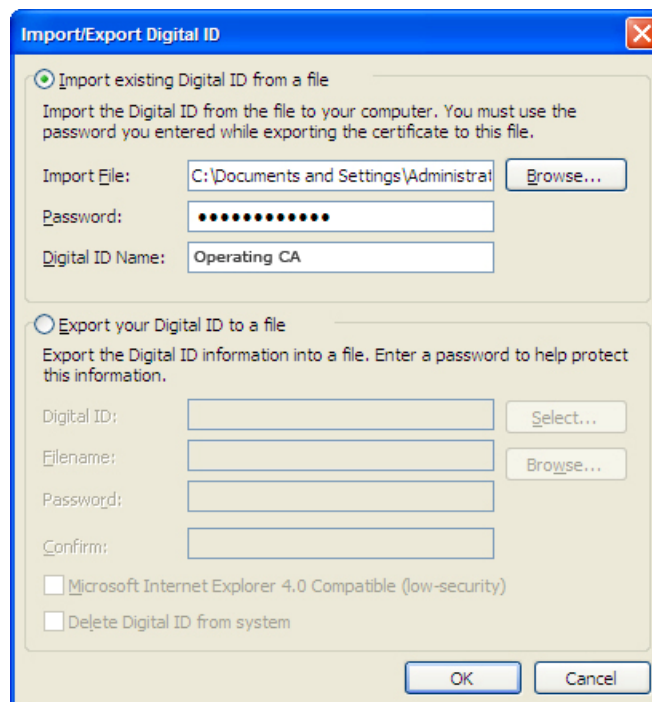 Import/Export Digital ID
Import existing Digital ID from a file
Import the Digital ID from the file to your computer. You must use the
password you entered while exporting the certificate to this file.
Import File: C:\Documents and Settings\Administrat Browse...
Password: ●●●●●●●●●●●●
Digital ID Name: Operating CA
Export your Digital ID to a file
Export the Digital ID information into a file. Enter a password to help protect
this information.
Digital ID: Select...
Filename: Browse...
Password:
Confirm:
Microsoft Internet Explorer 4.0 Compatible (low-security)
Delete Digital ID from system
OK Cancel